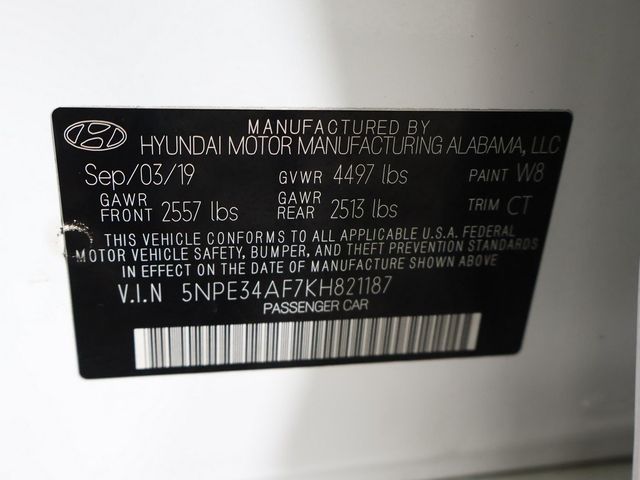 MANUFACTURED BY
HYUNDAI MOTOR MANUFACTURING ALABAMA, LLC
Sep/03/19 GVWR 4497 lbs PAINT W8
GAWR FRONT 2557 lbs GAWR REAR 2513 lbs TRIM CT
THIS VEHICLE CONFORMS TO ALL APPLICABLE U.S.A. FEDERAL
MOTOR VEHICLE SAFETY, BUMPER, AND THEFT PREVENTION STANDARDS
IN EFFECT ON THE DATE OF MANUFACTURE SHOWN ABOVE.
V.I.N 5NPE34AF7KH821187
PASSENGER CAR